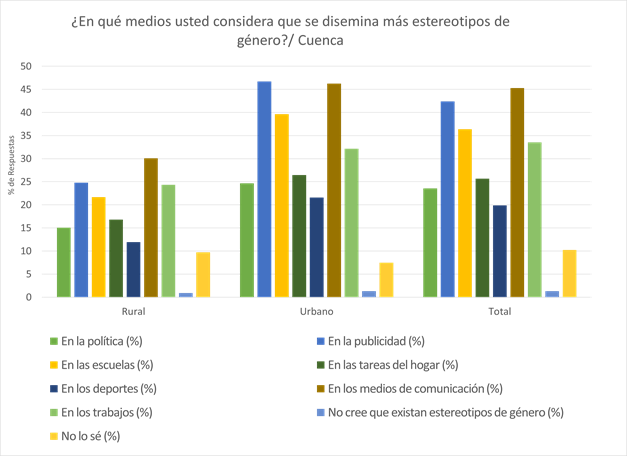 ¿En qué medios usted considera que se disemina más estereotipos de
género?/ Cuenca
50
45
40
35
30
25
20
15
10
5
0
% de Respuestas
Rural Urbano Total
En la política (%) En la publicidad (%)
En las escuelas (%) En las tareas del hogar (%)
En los deportes (%) En los medios de comunicación (%)
En los trabajos (%) No cree que existan estereotipos de género (%)
No lo sé (%)